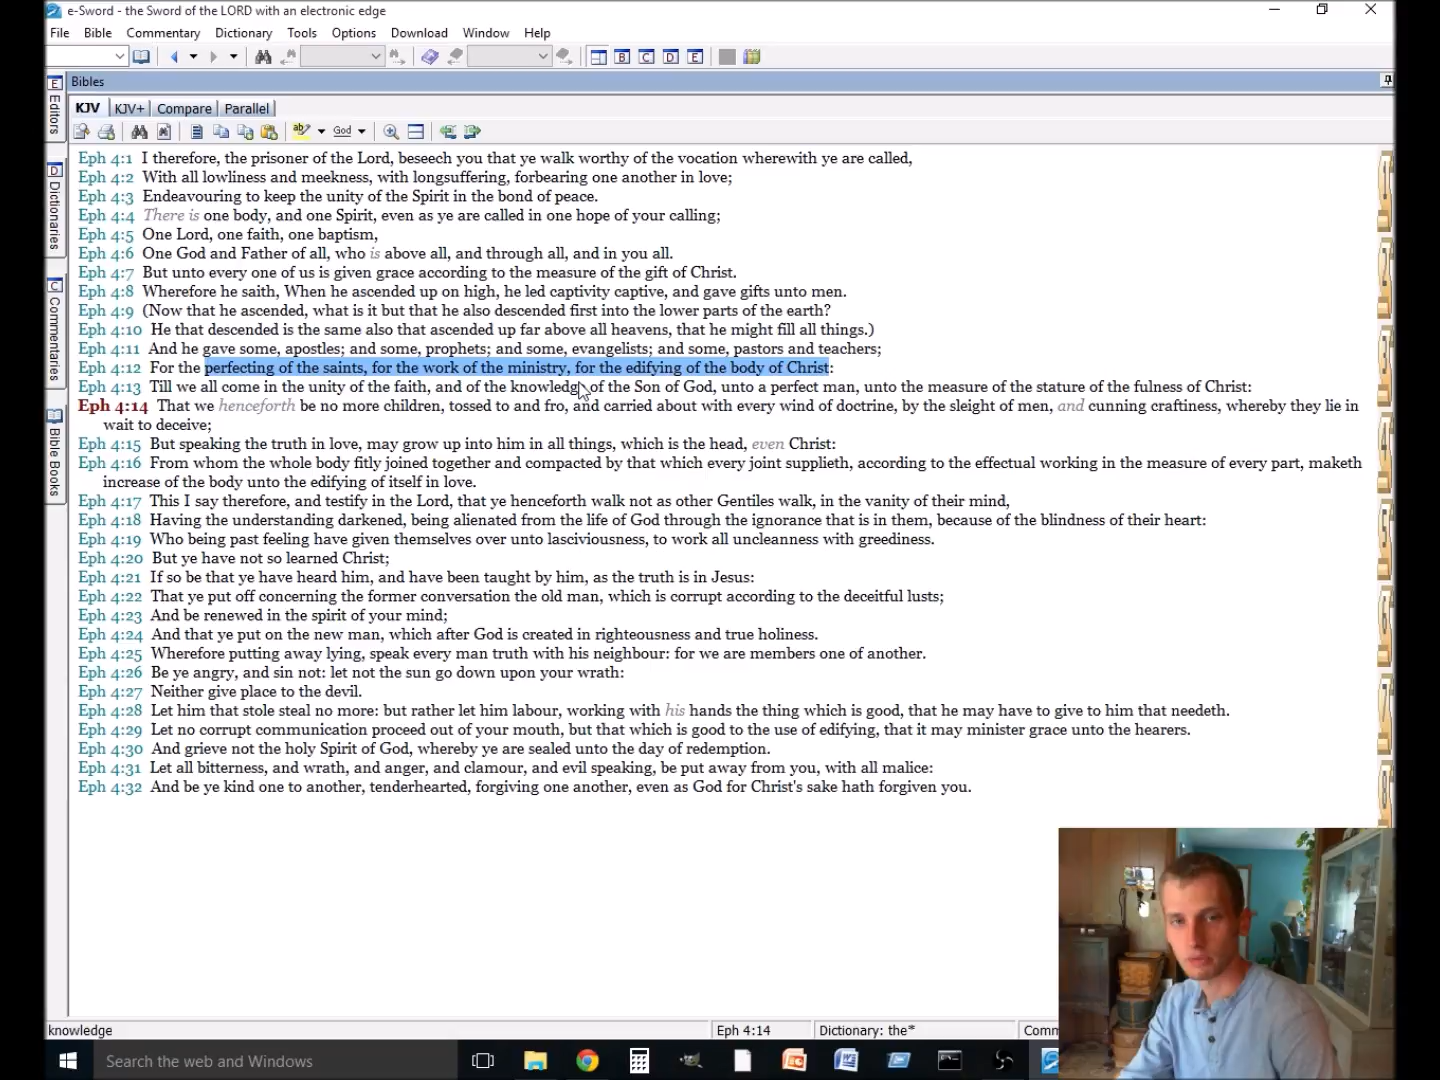 e-Sword - the Sword of the LORD with an electronic edge
File Bible Commentary Dictionary Tools Options Download Window Help
B C D E
Bibles
E Editors
D Dictionaries
C Commentaries
Bible Books
KJV KJV+ Compare Parallel
God
Eph 4:1 I therefore, the prisoner of the Lord, beseech you that ye walk worthy of the vocation wherewith ye are called,
Eph 4:2 With all lowliness and meekness, with longsuffering, forbearing one another in love;
Eph 4:3 Endeavouring to keep the unity of the Spirit in the bond of peace.
Eph 4:4 There is one body, and one Spirit, even as ye are called in one hope of your calling;
Eph 4:5 One Lord, one faith, one baptism,
Eph 4:6 One God and Father of all, who is above all, and through all, and in you all.
Eph 4:7 But unto every one of us is given grace according to the measure of the gift of Christ.
Eph 4:8 Wherefore he saith, When he ascended up on high, he led captivity captive, and gave gifts unto men.
Eph 4:9 (Now that he ascended, what is it but that he also descended first into the lower parts of the earth?
Eph 4:10 He that descended is the same also that ascended up far above all heavens, that he might fill all things.)
Eph 4:11 And he gave some, apostles; and some, prophets; and some, evangelists; and some, pastors and teachers;
Eph 4:12 For the perfecting of the saints, for the work of the ministry, for the edifying of the body of Christ:
Eph 4:13 Till we all come in the unity of the faith, and of the knowledge of the Son of God, unto a perfect man, unto the measure of the stature of the fulness of Christ:
Eph 4:14 That we henceforth be no more children, tossed to and fro, and carried about with every wind of doctrine, by the sleight of men, and cunning craftiness, whereby they lie in
wait to deceive;
Eph 4:15 But speaking the truth in love, may grow up into him in all things, which is the head, even Christ:
Eph 4:16 From whom the whole body fitly joined together and compacted by that which every joint supplieth, according to the effectual working in the measure of every part, maketh
increase of the body unto the edifying of itself in love.
Eph 4:17 This I say therefore, and testify in the Lord, that ye henceforth walk not as other Gentiles walk, in the vanity of their mind,
Eph 4:18 Having the understanding darkened, being alienated from the life of God through the ignorance that is in them, because of the blindness of their heart:
Eph 4:19 Who being past feeling have given themselves over unto lasciviousness, to work all uncleanness with greediness.
Eph 4:20 But ye have not so learned Christ;
Eph 4:21 If so be that ye have heard him, and have been taught by him, as the truth is in Jesus:
Eph 4:22 That ye put off concerning the former conversation the old man, which is corrupt according to the deceitful lusts;
Eph 4:23 And be renewed in the spirit of your mind;
Eph 4:24 And that ye put on the new man, which after God is created in righteousness and true holiness.
Eph 4:25 Wherefore putting away lying, speak every man truth with his neighbour: for we are members one of another.
Eph 4:26 Be ye angry, and sin not: let not the sun go down upon your wrath:
Eph 4:27 Neither give place to the devil.
Eph 4:28 Let him that stole steal no more: but rather let him labour, working with his hands the thing which is good, that he may have to give to him that needeth.
Eph 4:29 Let no corrupt communication proceed out of your mouth, but that which is good to the use of edifying, that it may minister grace unto the hearers.
Eph 4:30 And grieve not the holy Spirit of God, whereby ye are sealed unto the day of redemption.
Eph 4:31 Let all bitterness, and wrath, and anger, and clamour, and evil speaking, be put away from you, with all malice:
Eph 4:32 And be ye kind one to another, tenderhearted, forgiving one another, even as God for Christ's sake hath forgiven you.
knowledge Eph 4:14 Dictionary: the* Comm
Search the web and Windows